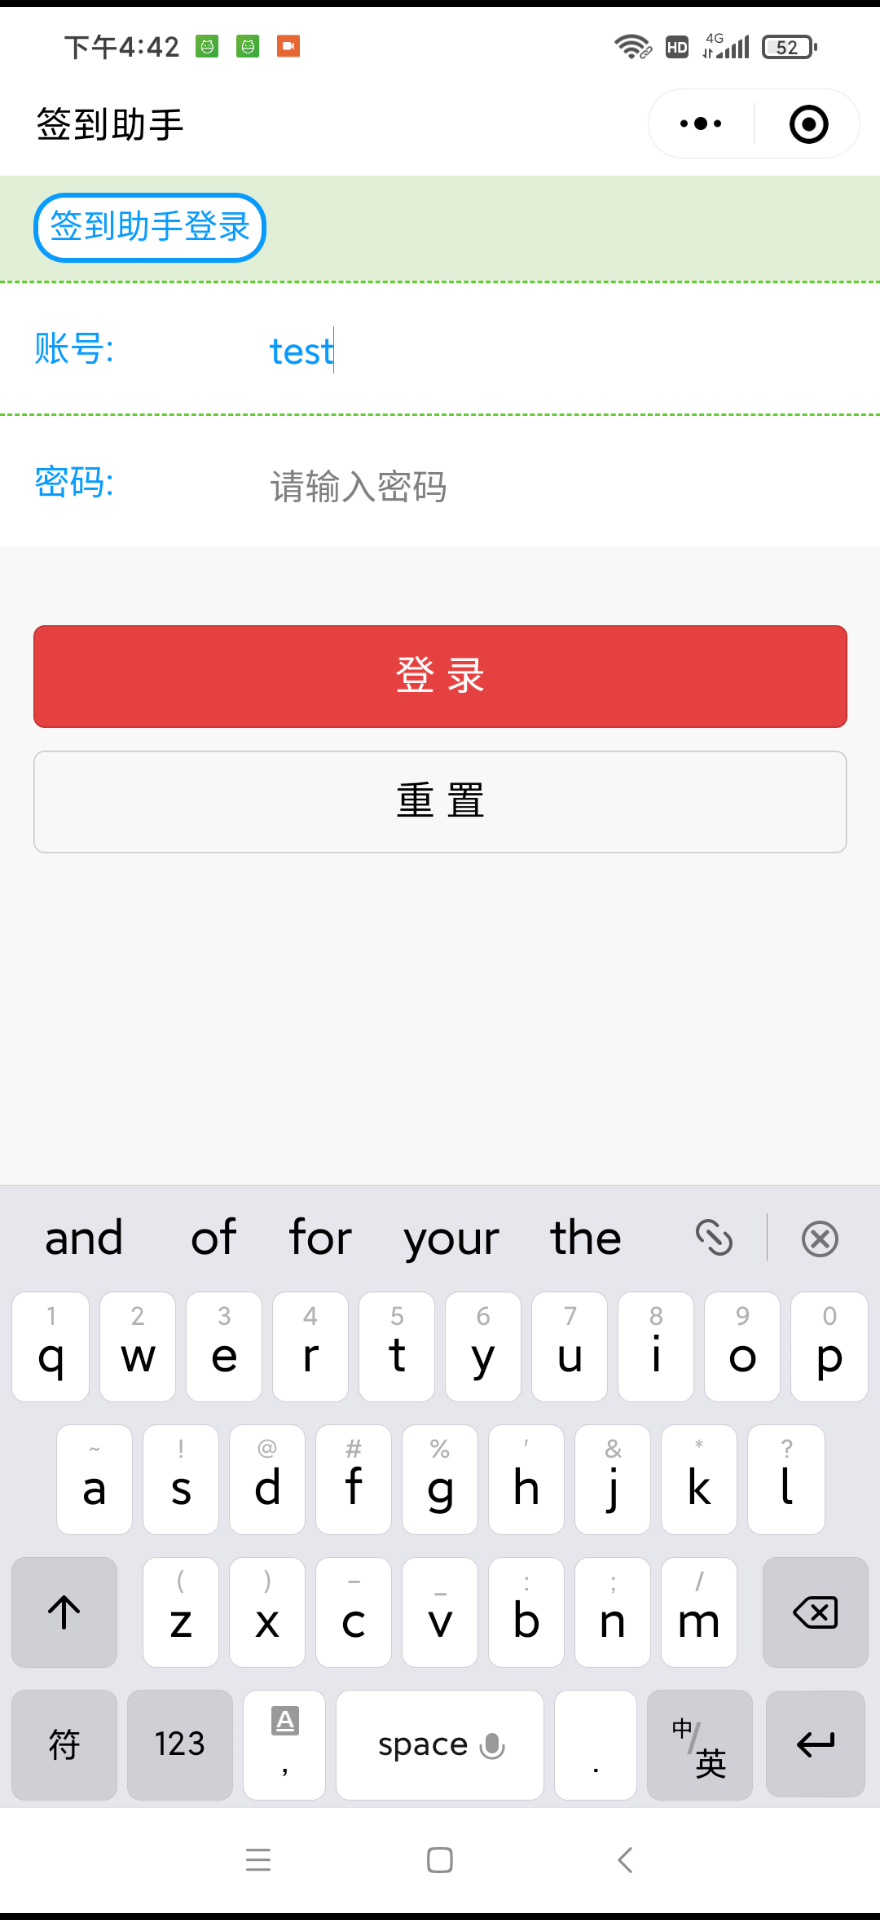 下午4:42 HD 4G 52
签到助手
签到助手登录
账号: test
密码: 请输入密码
登 录
重 置
and of for your the
1 2 3 4 5 6 7 8 9 0
q w e r t y u i o p
~ ! @ # % ' & * ?
a s d f g h j k l
( ) – _ : ; /
z x c v b n m
符 123 A , space . 中/英